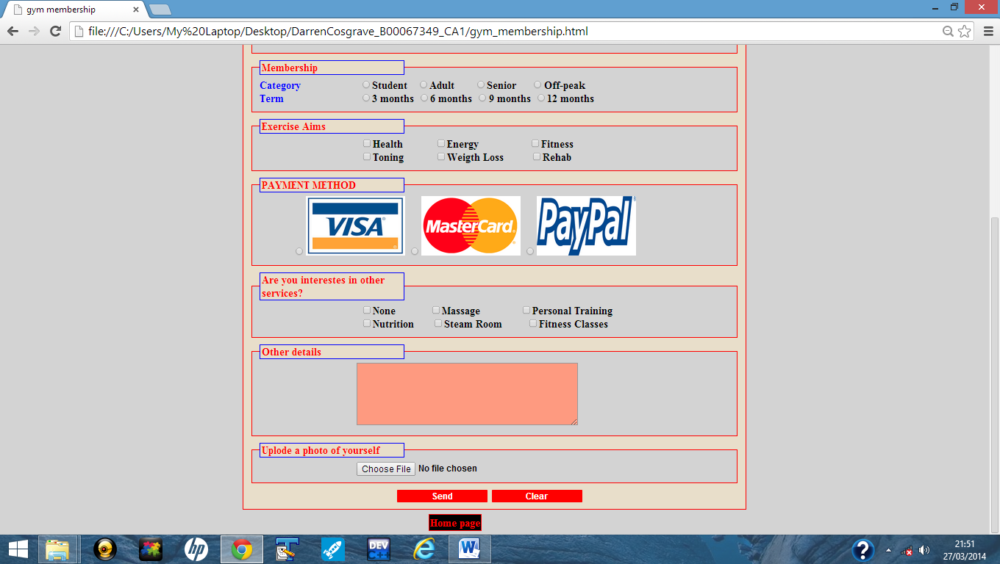 gym membership
file:///C:/Users/My%20Laptop/Desktop/DarrenCosgrave_B00067349_CA1/gym_membership.html
Membership
Category Student Adult Senior Off-peak
Term 3 months 6 months 9 months 12 months
Exercise Aims
Health Energy Fitness
Toning Weigth Loss Rehab
PAYMENT METHOD
VISA MasterCard PayPal
Are you interestes in other
services?
None Massage Personal Training
Nutrition Steam Room Fitness Classes
Other details
Uplode a photo of yourself
Choose File No file chosen
Send Clear
Home page
hp DEV C++ W ?
21:51
27/03/2014